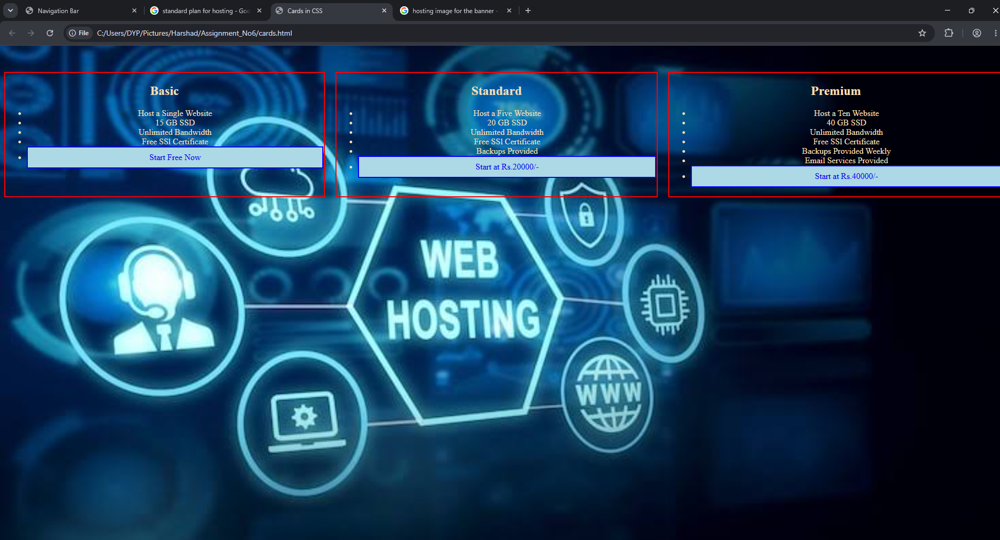 Navigation Bar
standard plan for hosting - Goo
Cards in CSS
hosting image for the banner -
File
C:/Users/DYP/Pictures/Harshad/Assignment_No6/cards.html
Basic
Host a Single Website
15 GB SSD
Unlimited Bandwidth
Free SSl Certificate
Start Free Now
Standard
Host a Five Website
20 GB SSD
Unlimited Bandwidth
Free SSl Certificate
Backups Provided
Start at Rs.20000/-
Premium
Host a Ten Website
40 GB SSD
Unlimited Bandwidth
Free SSl Certificate
Backups Provided Weekly
Email Services Provided
Start at Rs.40000/-
WEB
HOSTING
WWW